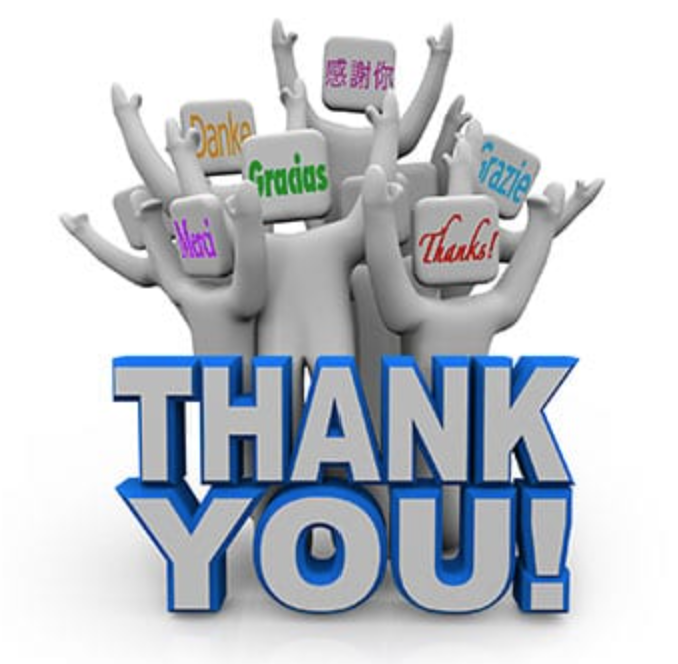 感謝你
Danke
Gracias
Grazie
Merci
Thanks!
THANK
YOU!